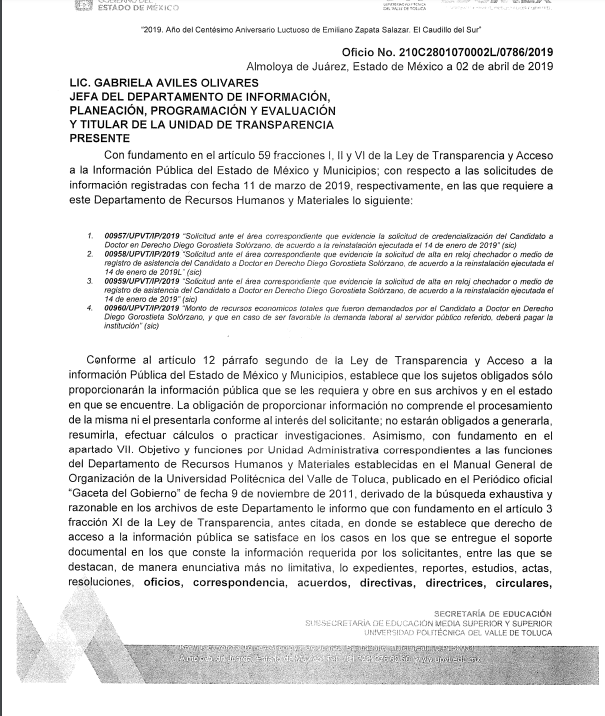 ESTADO DE MÉXICO
DEL VALLE DE TOLUCA
"2019. Año del Centésimo Aniversario Luctuoso de Emiliano Zapata Salazar. El Caudillo del Sur"
Oficio No. 210C2801070002L/0786/2019
Almoloya de Juárez, Estado de México a 02 de abril de 2019
LIC. GABRIELA AVILES OLIVARES
JEFA DEL DEPARTAMENTO DE INFORMACIÓN,
PLANEACIÓN, PROGRAMACIÓN Y EVALUACIÓN
Y TITULAR DE LA UNIDAD DE TRANSPARENCIA
PRESENTE
Con fundamento en el artículo 59 fracciones I, II y VI de la Ley de Transparencia y Acceso
a la Información Pública del Estado de México y Municipios; con respecto a las solicitudes de
información registradas con fecha 11 de marzo de 2019, respectivamente, en las que requiere a
este Departamento de Recursos Humanos y Materiales lo siguiente:
1. 00957/UPVT/IP/2019 "Solicitud ante el área correspondiente que evidencie la solicitud de credencialización del Candidato a
Doctor en Derecho Diego Gorostieta Solórzano, de acuerdo a la reinstalación ejecutada el 14 de enero de 2019" (sic)
2. 00958/UPVT/IP/2019 "Solicitud ante el área correspondiente que evidencie la solicitud de alta en reloj chechador o medio de
registro de asistencia del Candidato a Doctor en Derecho Diego Gorostieta Solórzano, de acuerdo a la reinstalación ejecutada el
14 de enero de 2019L" (sic)
3. 00959/UPVT/IP/2019 "Solicitud ante el área correspondiente que evidencie la solicitud de alta en reloj chechador o medio de
registro de asistencia del Candidato a Doctor en Derecho Diego Gorostieta Solórzano, de acuerdo a la reinstalación ejecutada el
14 de enero de 2019" (sic)
4. 00960/UPVT/IP/2019 "Monto de recursos economicos totales que fueron demandados por el Candidato a Doctor en Derecho
Diego Gorostieta Solórzano, y que en caso de ser favorable la demanda laboral al servidor público referido, deberá pagar la
institución" (sic)
Conforme al artículo 12 párrafo segundo de la Ley de Transparencia y Acceso a la
información Pública del Estado de México y Municipios, establece que los sujetos obligados sólo
proporcionarán la información pública que se les requiera y obre en sus archivos y en el estado
en que se encuentre. La obligación de proporcionar información no comprende el procesamiento
de la misma ni el presentarla conforme al interés del solicitante; no estarán obligados a generarla,
resumirla, efectuar cálculos o practicar investigaciones. Asimismo, con fundamento en el
apartado VII. Objetivo y funciones por Unidad Administrativa correspondientes a las funciones
del Departamento de Recursos Humanos y Materiales establecidas en el Manual General de
Organización de la Universidad Politécnica del Valle de Toluca, publicado en el Periódico oficial
"Gaceta del Gobierno" de fecha 9 de noviembre de 2011, derivado de la búsqueda exhaustiva y
razonable en los archivos de este Departamento le informo que con fundamento en el artículo 3
fracción XI de la Ley de Transparencia, antes citada, en donde se establece que derecho de
acceso a la información pública se satisface en los casos en los que se entregue el soporte
documental en los que conste la información requerida por los solicitantes, entre las que se
destacan, de manera enunciativa más no limitativa, lo expedientes, reportes, estudios, actas,
resoluciones, oficios, correspondencia, acuerdos, directivas, directrices, circulares,
SECRETARÍA DE EDUCACIÓN
SUBSECRETARÍA DE EDUCACIÓN MEDIA SUPERIOR Y SUPERIOR
UNIVERSIDAD POLITÉCNICA DEL VALLE DE TOLUCA